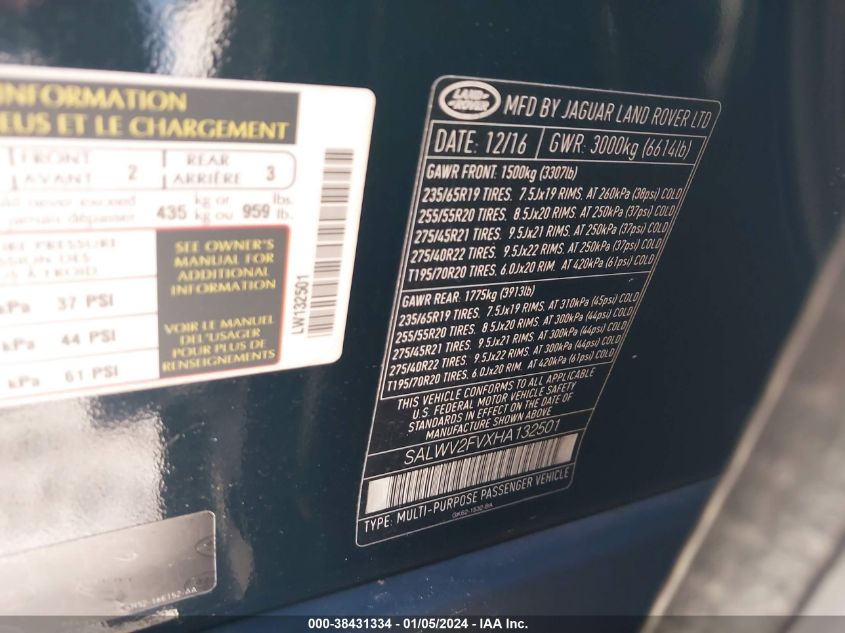 INFORMATION
EUS ET LE CHARGEMENT
FRONT
AVANT 2 REAR
ARRIÈRE 3
never exceed
dépasser 435 kg or
kg ou 959 lbs.
lb.
PRESSURE
37 PSI
kPa 44 PSI
kPa 61 PSI
SEE OWNER'S
MANUAL FOR
ADDITIONAL
INFORMATION
VOIR LE MANUEL
DE L'USAGER
POUR PLUS DE
RENSEIGNEMENTS
LW132501
LAND-
ROVER
MFD BY JAGUAR LAND ROVER LTD
DATE: 12/16 GWR: 3000kg (6614lb)
GAWR FRONT: 1500kg (3307lb)
235/65R19 TIRES. 7.5Jx19 RIMS, AT 260kPa (38psi) COLD
255/55R20 TIRES. 8.5Jx20 RIMS, AT 250kPa (37psi) COLD
275/45R21 TIRES. 9.5Jx21 RIMS, AT 250kPa (37psi) COLD
275/40R22 TIRES. 9.5Jx22 RIMS, AT 250kPa (37psi) COLD
T195/70R20 TIRES. 6.0Jx20 RIM. AT 420kPa (61psi) COLD
GAWR REAR. 1775kg (3913lb)
235/65R19 TIRES. 7.5Jx19 RIMS, AT 310kPa (45psi) COLD
255/55R20 TIRES. 8.5Jx20 RIMS, AT 300kPa (44psi) COLD
275/45R21 TIRES. 9.5Jx21 RIMS, AT 300kPa (44psi) COLD
275/40R22 TIRES. 9.5Jx22 RIMS, AT 300kPa (44psi) COLD
T195/70R20 TIRES. 6.0Jx20 RIM, AT 420kPa (61psi) COLD
THIS VEHICLE CONFORMS TO ALL APPLICABLE
U.S. FEDERAL MOTOR VEHICLE SAFETY
STANDARDS IN EFFECT ON THE DATE OF
MANUFACTURE SHOWN ABOVE
SALWV2FVXHA132501
TYPE: MULTI-PURPOSE PASSENGER VEHICLE
GK62-1532-BA
000-38431334 - 01/05/2024 - IAA Inc.